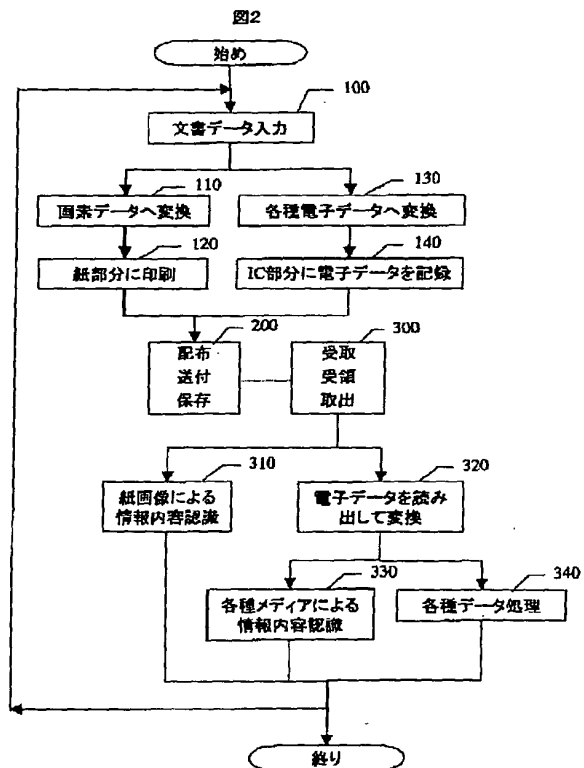 図2
始め
100
文書データ入力
110
130
画素データへ変換
各種電子データへ変換
120
140
紙部分に印刷
IC部分に電子データを記録
200
300
配布
送付
保存
受取
受領
取出
310
320
紙画像による
情報内容認識
電子データを読み
出して変換
330
340
各種メディアによる
情報内容認識
各種データ処理
終り